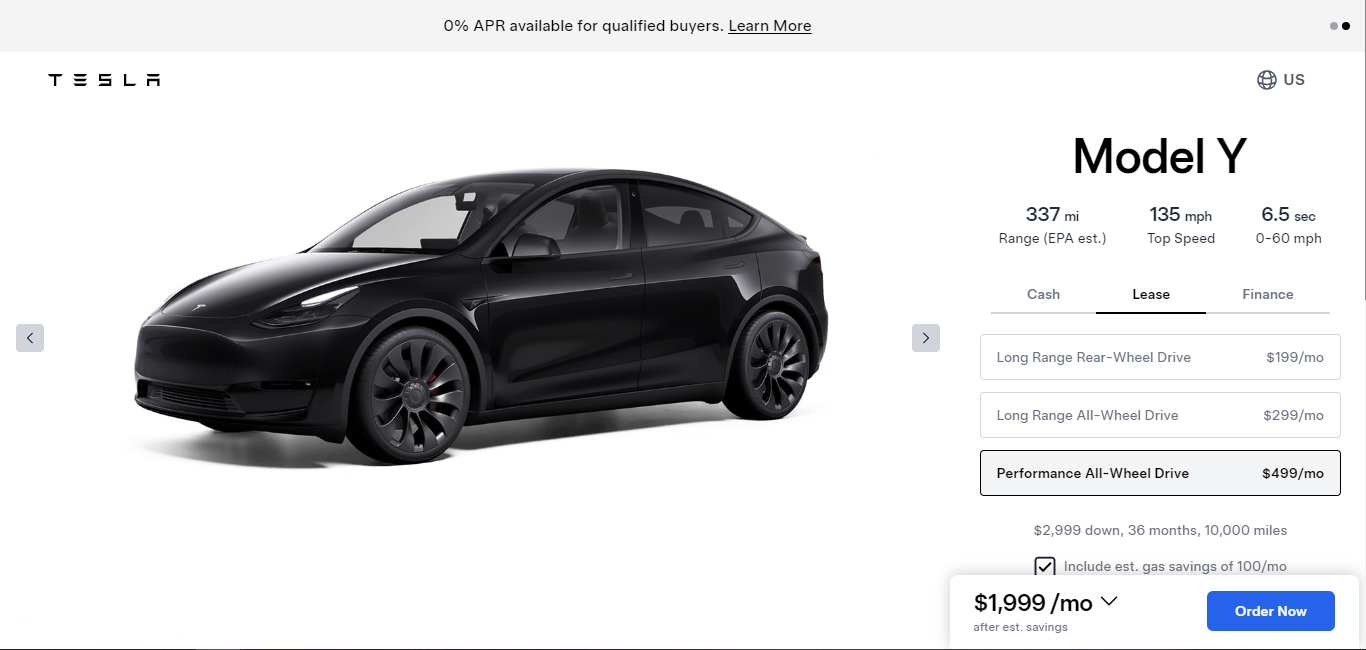 0% APR available for qualified buyers. Learn More
TESLA
US
Model Y
337 mi
Range (EPA est.)
135 mph
Top Speed
6.5 sec
0-60 mph
Cash
Lease
Finance
Long Range Rear-Wheel Drive $199/mo
Long Range All-Wheel Drive $299/mo
Performance All-Wheel Drive $499/mo
$2,999 down, 36 months, 10,000 miles
Include est. gas savings of 100/mo
$1,999 /mo
after est. savings
Order Now